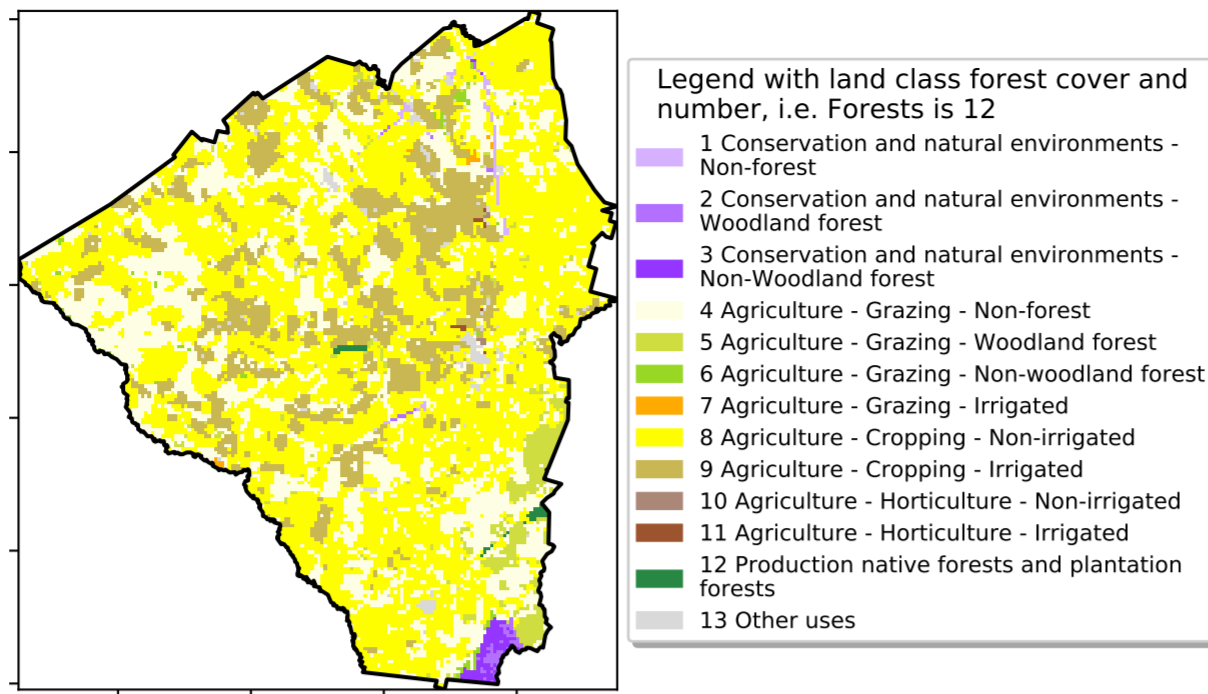 Legend with land class forest cover and
number, i.e. Forests is 12
1 Conservation and natural environments -
Non-forest
2 Conservation and natural environments -
Woodland forest
3 Conservation and natural environments -
Non-Woodland forest
4 Agriculture - Grazing - Non-forest
5 Agriculture - Grazing - Woodland forest
6 Agriculture - Grazing - Non-woodland forest
7 Agriculture - Grazing - Irrigated
8 Agriculture - Cropping - Non-irrigated
9 Agriculture - Cropping - Irrigated
10 Agriculture - Horticulture - Non-irrigated
11 Agriculture - Horticulture - Irrigated
12 Production native forests and plantation
forests
13 Other uses